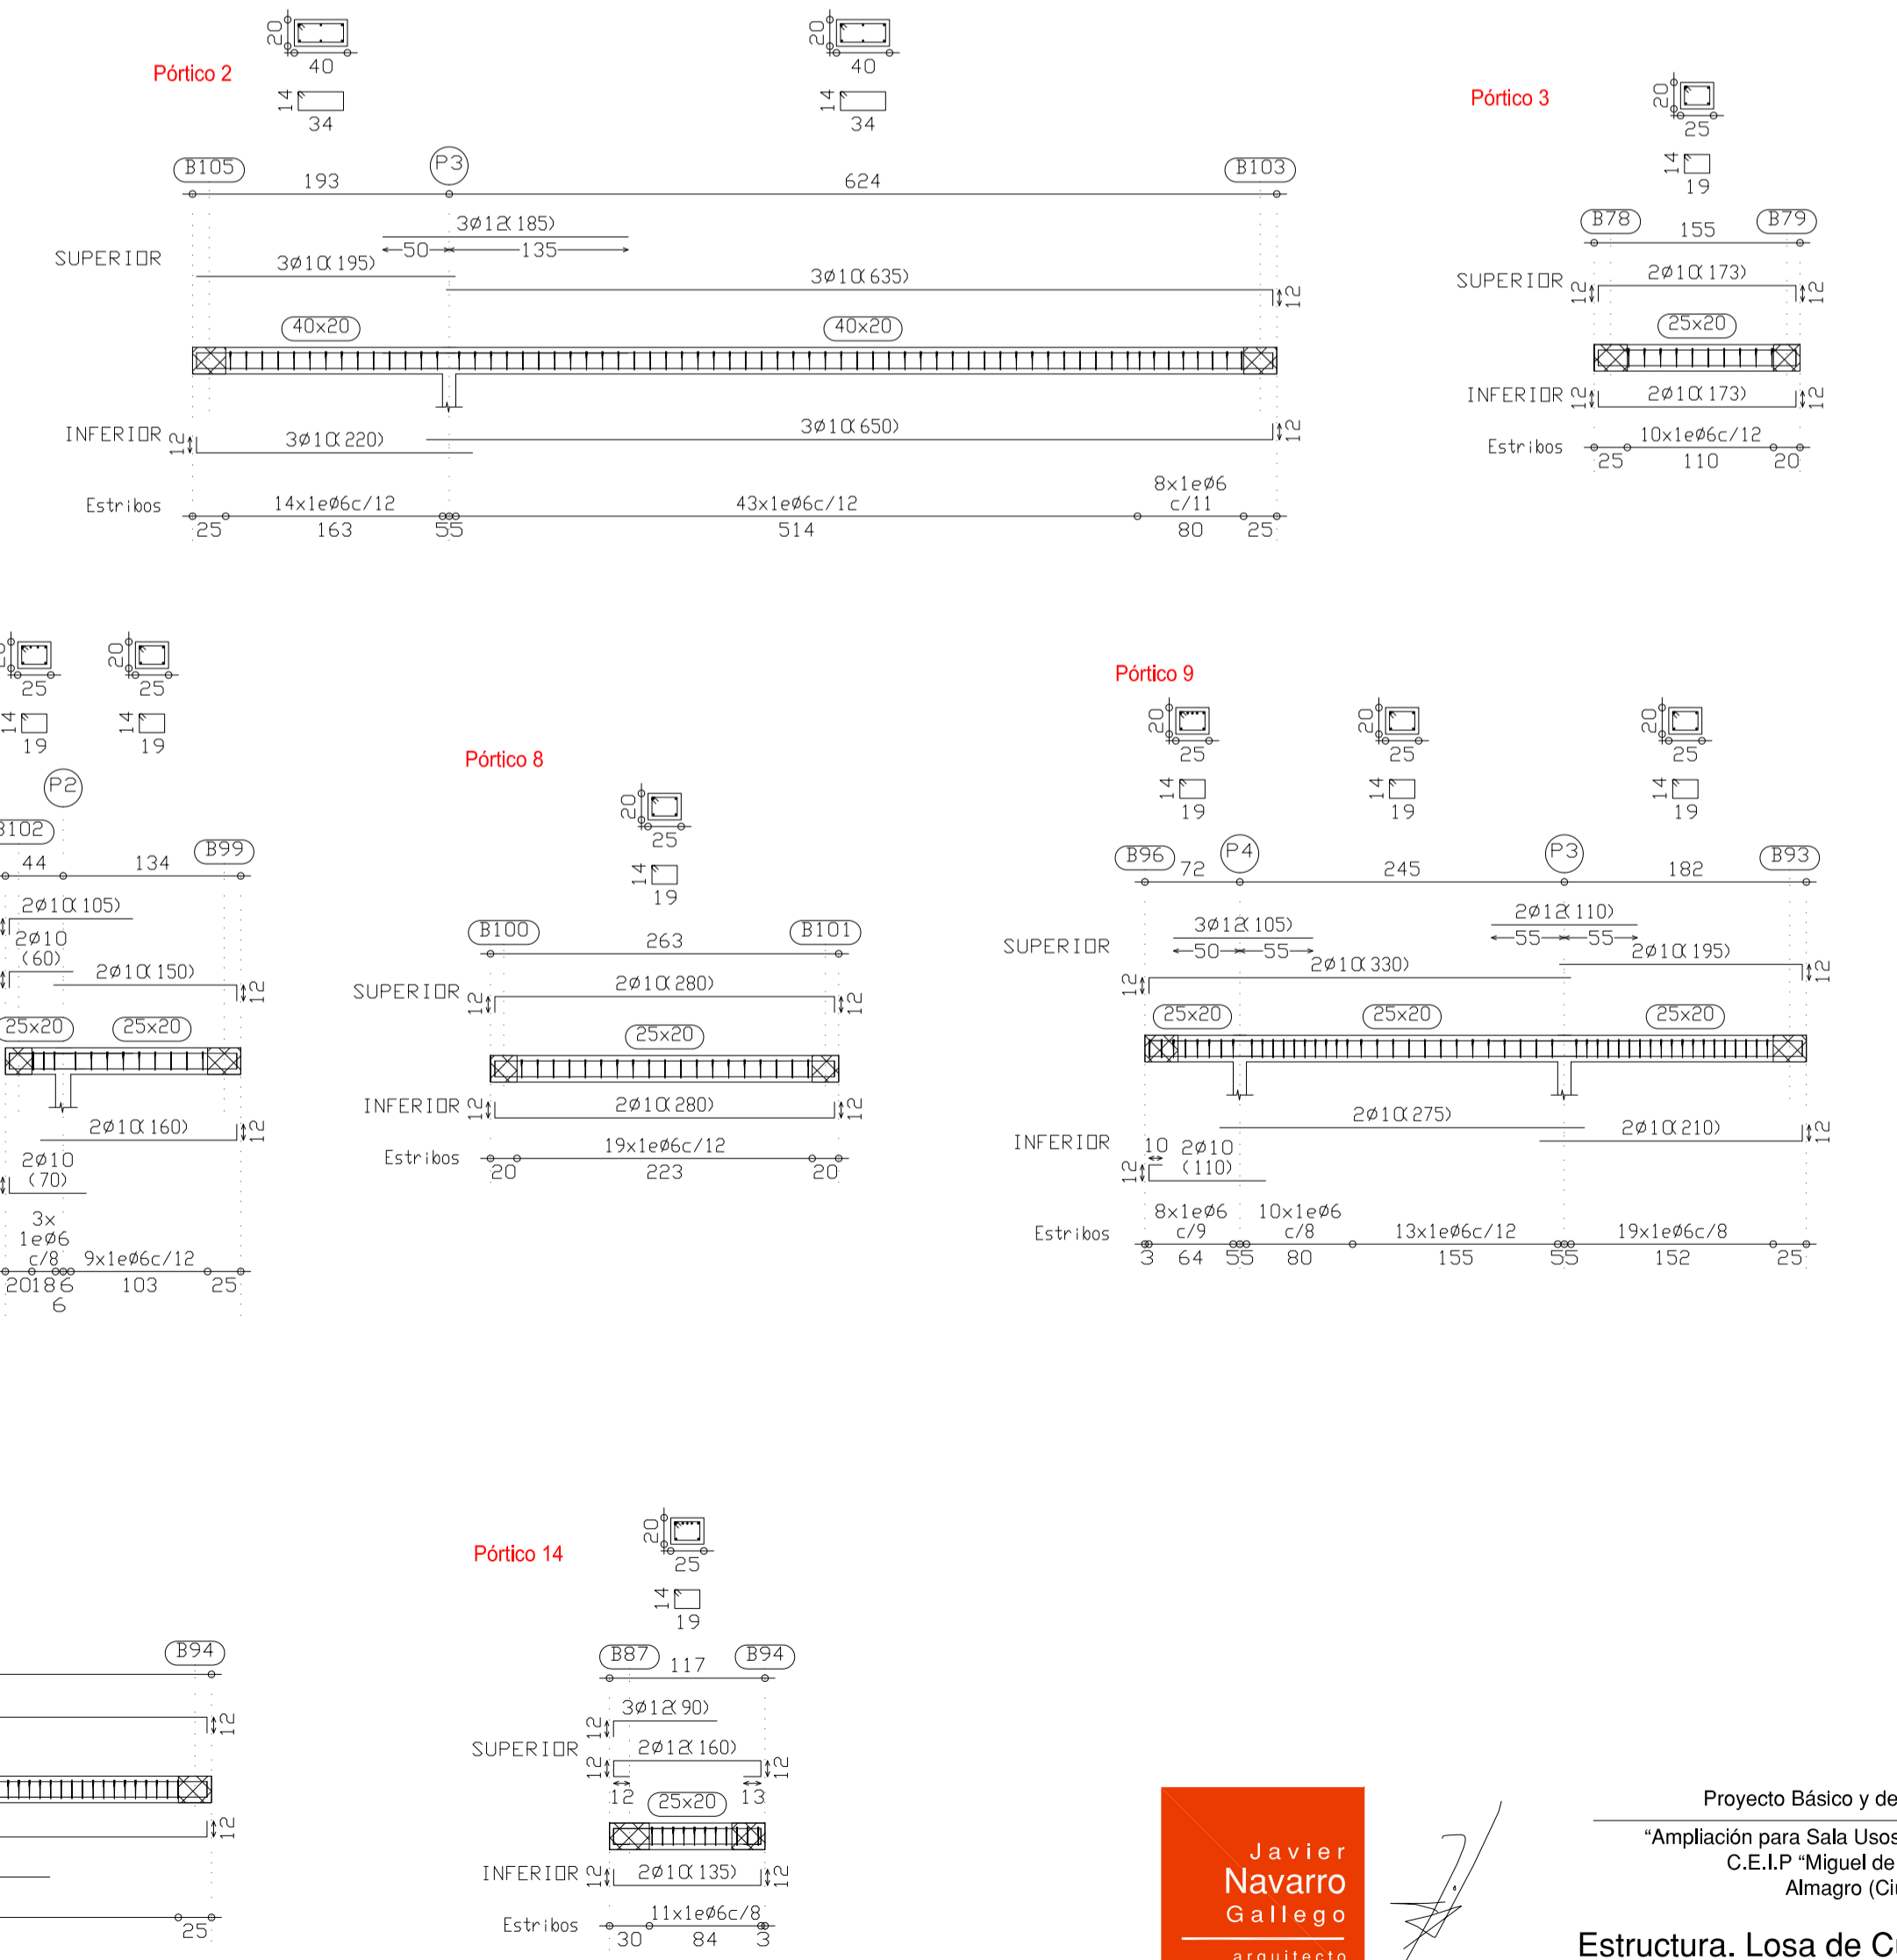 Pórtico 2
20
40
14
34
20
40
14
34
B105
193
P3
624
B103
SUPERIOR
3ø12(185)
50
135
3ø10(195)
3ø10(635)
12
40x20
40x20
INFERIOR
12
3ø10(220)
3ø10(650)
12
Estribos
25
14x1eø6c/12
163
55
43x1eø6c/12
514
8x1eø6
c/11
80
25
Pórtico 3
20
25
14
19
B78
155
B79
SUPERIOR
12
2ø10(173)
12
25x20
INFERIOR
12
2ø10(173)
12
Estribos
10x1eø6c/12
25
110
20
25
14
19
20
25
14
19
P2
B102
44
134
B99
2ø10(105)
2ø10
(60)
2ø10(150)
12
25x20
25x20
2ø10(160)
12
2ø10
(70)
3x
1eø6
c/8
9x1eø6c/12
20
18
6
6
103
25
Pórtico 8
20
25
14
19
B100
263
B101
SUPERIOR
12
2ø10(280)
12
25x20
INFERIOR
12
2ø10(280)
12
Estribos
19x1eø6c/12
20
223
20
Pórtico 9
20
25
14
19
20
25
14
19
20
25
14
19
B96
72
P4
245
P3
182
B93
SUPERIOR
3ø12(105)
50
55
2ø12(110)
55
55
12
2ø10(330)
2ø10(195)
12
25x20
25x20
25x20
INFERIOR
2ø10(275)
2ø10(210)
12
10
12
2ø10
(110)
Estribos
8x1eø6
c/9
10x1eø6
c/8
13x1eø6c/12
19x1eø6c/8
3
64
55
80
155
55
152
25
B94
12
12
25
Pórtico 14
20
25
14
19
B87
117
B94
SUPERIOR
12
3ø12(90)
12
2ø12(160)
12
12
13
25x20
INFERIOR
12
2ø10(135)
12
Estribos
11x1eø6c/8
30
84
3
Javier
Navarro
Gallego
arquitecto
Proyecto Básico y de
“Ampliación para Sala Usos
C.E.I.P “Miguel de
Almagro (Ciu
Estructura. Losa de C